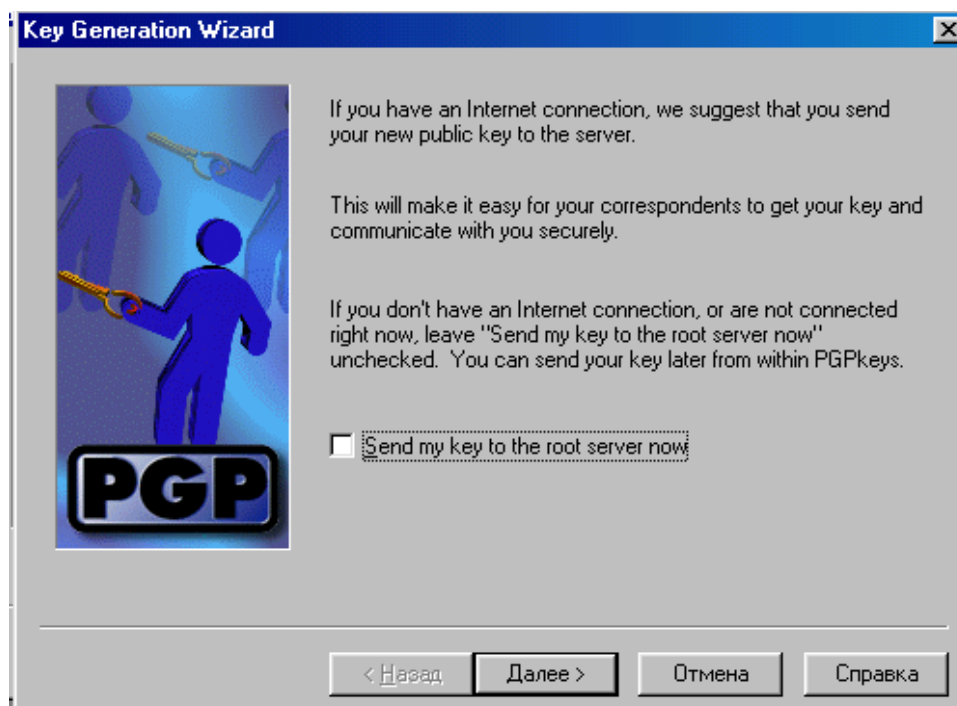 Key Generation Wizard
If you have an Internet connection, we suggest that you send
your new public key to the server.
This will make it easy for your correspondents to get your key and
communicate with you securely.
If you don't have an Internet connection, or are not connected
right now, leave "Send my key to the root server now"
unchecked.  You can send your key later from within PGPkeys.
Send my key to the root server now
PGP
< Назад
Далее >
Отмена
Справка